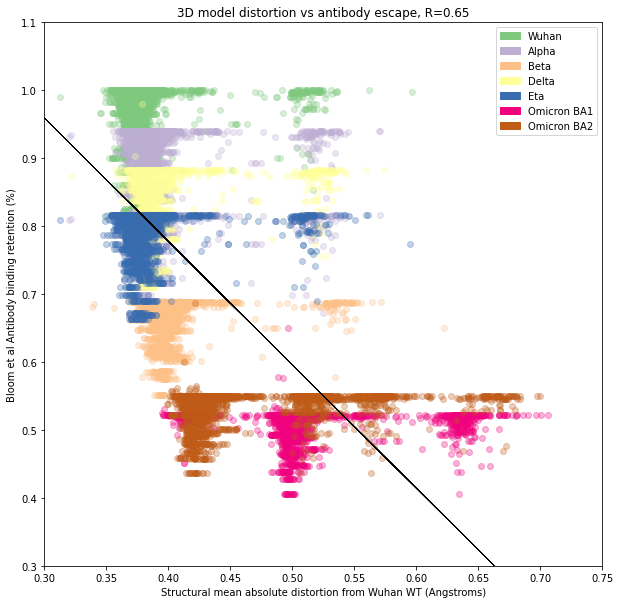 3D model distortion vs antibody escape, R=0.65
Bloom et al Antibody binding retention (%)
1.1
1.0
0.9
0.8
0.7
0.6
0.5
0.4
0.3
Wuhan
Alpha
Beta
Delta
Eta
Omicron BA1
Omicron BA2
0.30
0.35
0.40
0.45
0.50
0.55
0.60
0.65
0.70
0.75
Structural mean absolute distortion from Wuhan WT (Angstroms)